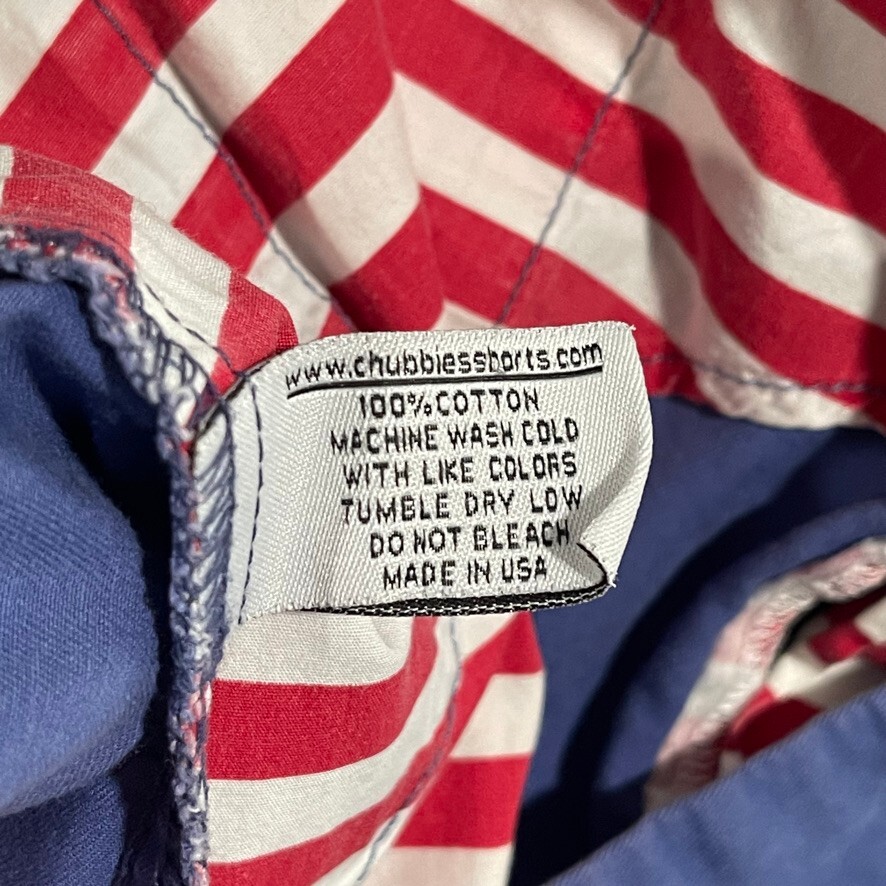 www.chubbiesshorts.com
100%COTTON
MACHINE WASH COLD
WITH LIKE COLORS
TUMBLE DRY LOW
DO NOT BLEACH
MADE IN USA